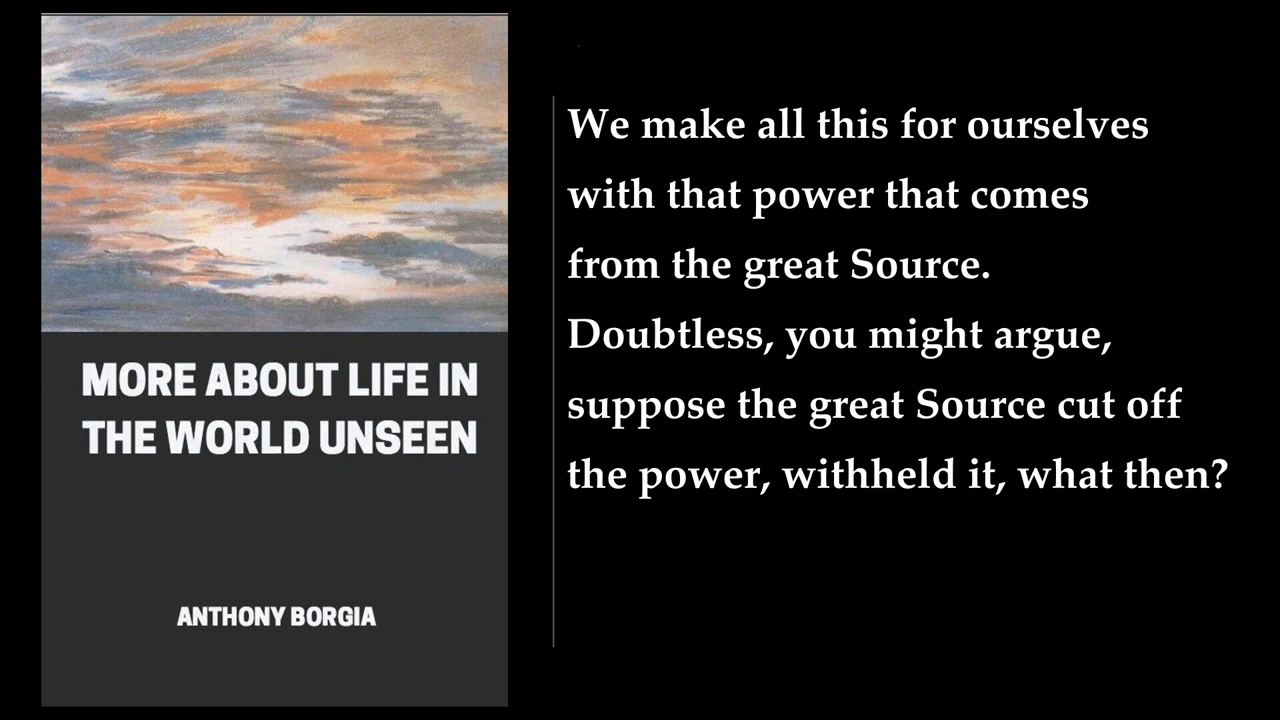 MORE ABOUT LIFE IN
THE WORLD UNSEEN
ANTHONY BORGIA
We make all this for ourselves
with that power that comes
from the great Source.
Doubtless, you might argue,
suppose the great Source cut off
the power, withheld it, what then?